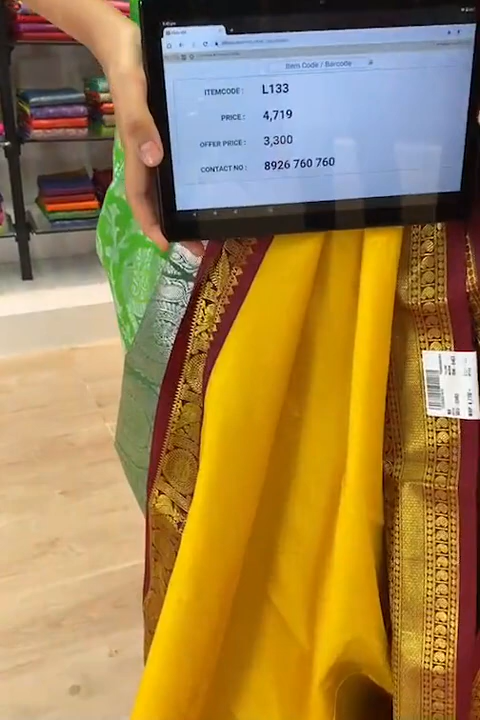 Item Code / Barcode
ITEMCODE : L133
PRICE : 4,719
OFFER PRICE : 3,300
CONTACT NO : 8926 760 760